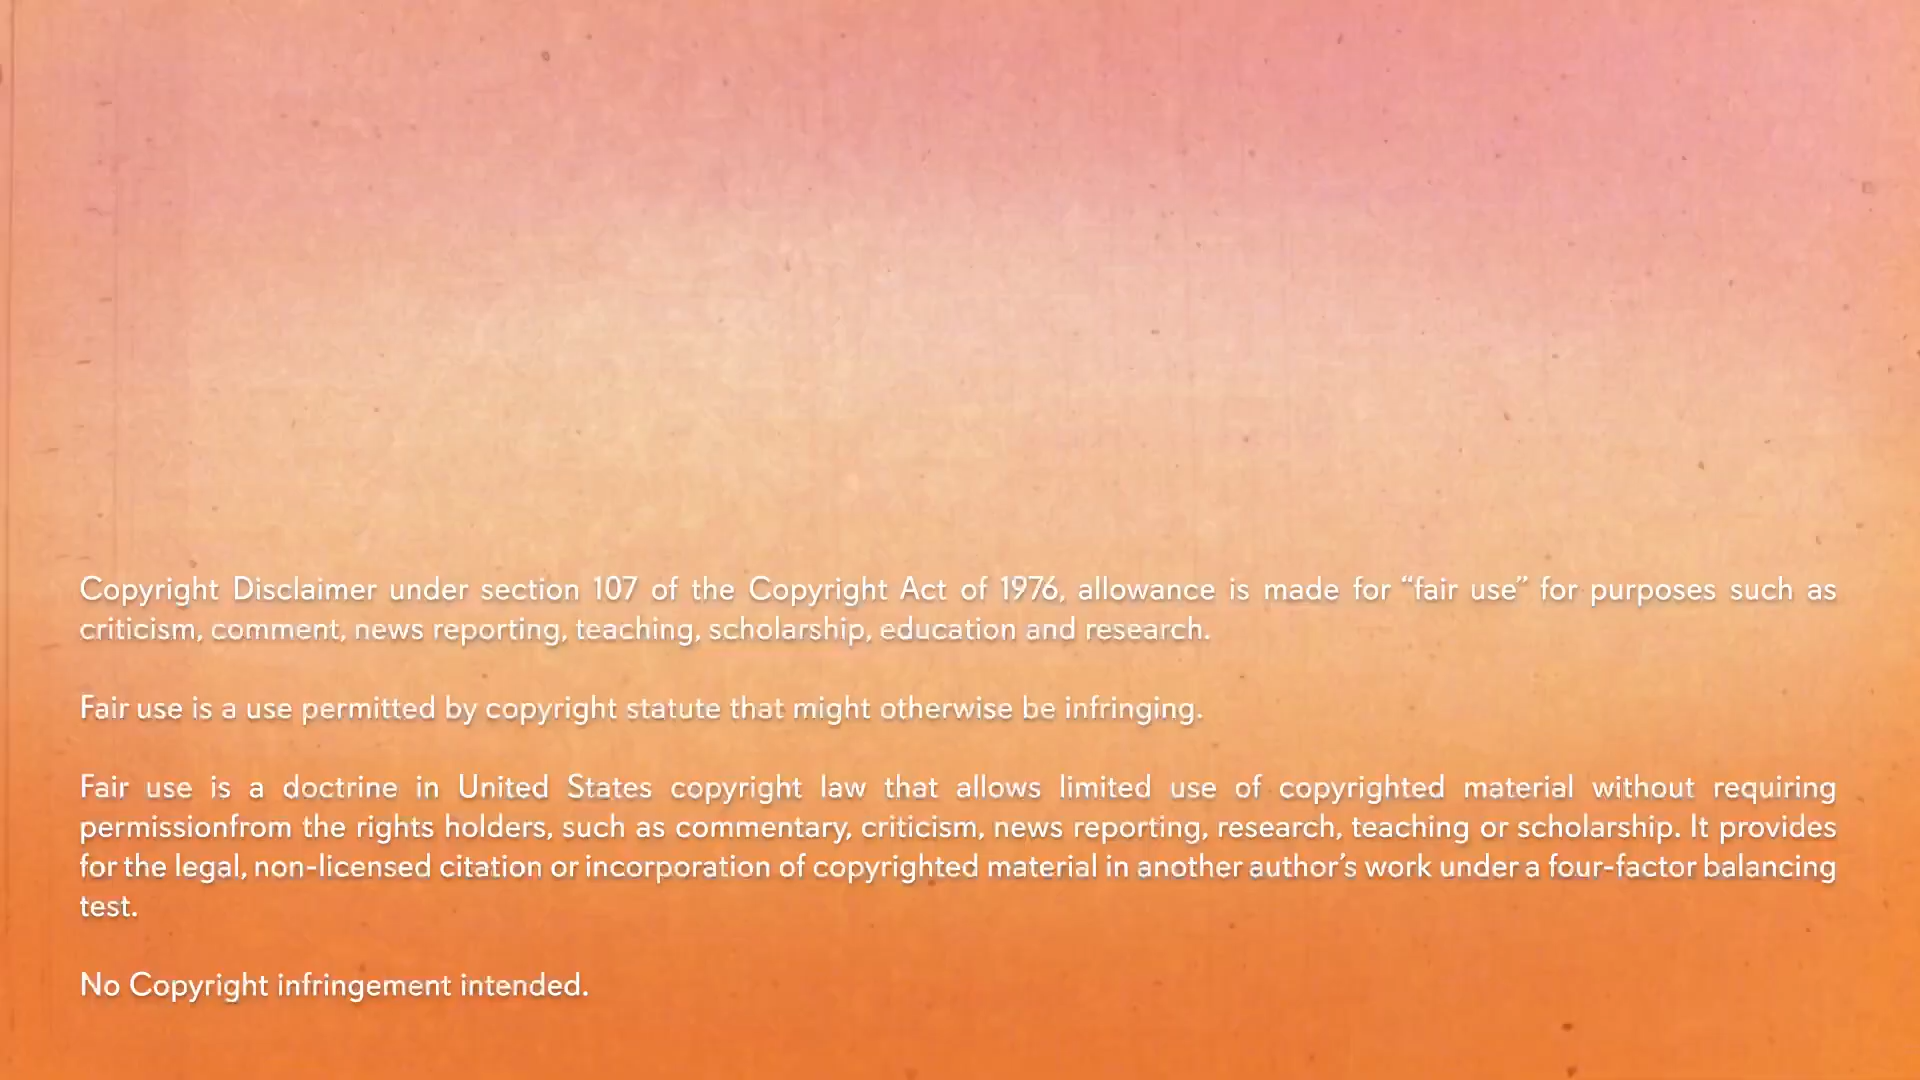 Copyright Disclaimer under section 107 of the Copyright Act of 1976, allowance is made for “fair use” for purposes such as
criticism, comment, news reporting, teaching, scholarship, education and research.
Fair use is a use permitted by copyright statute that might otherwise be infringing.
Fair use is a doctrine in United States copyright law that allows limited use of copyrighted material without requiring
permissionfrom the rights holders, such as commentary, criticism, news reporting, research, teaching or scholarship. It provides
for the legal, non-licensed citation or incorporation of copyrighted material in another author’s work under a four-factor balancing
test.
No Copyright infringement intended.